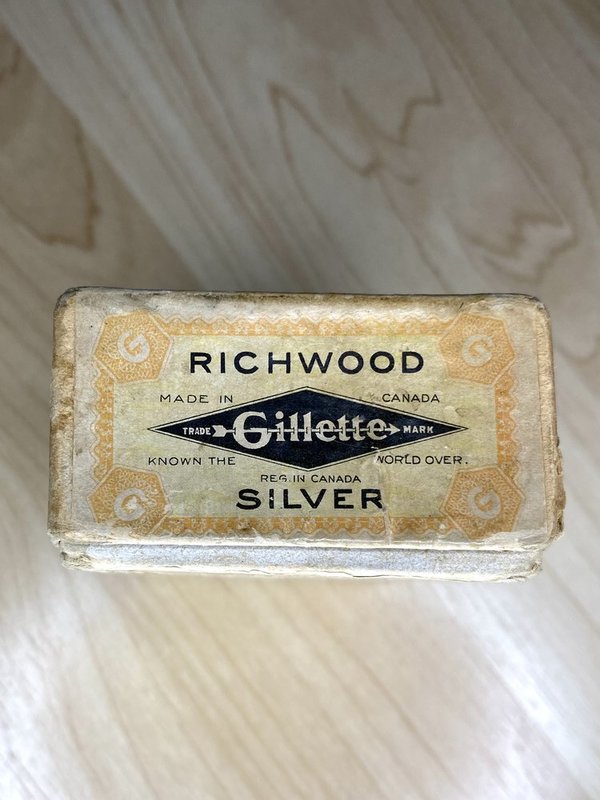 RICHWOOD
MADE IN CANADA
TRADE Gillette MARK
KNOWN THE WORLD OVER.
REG. IN CANADA
SILVER
G
G
G
G